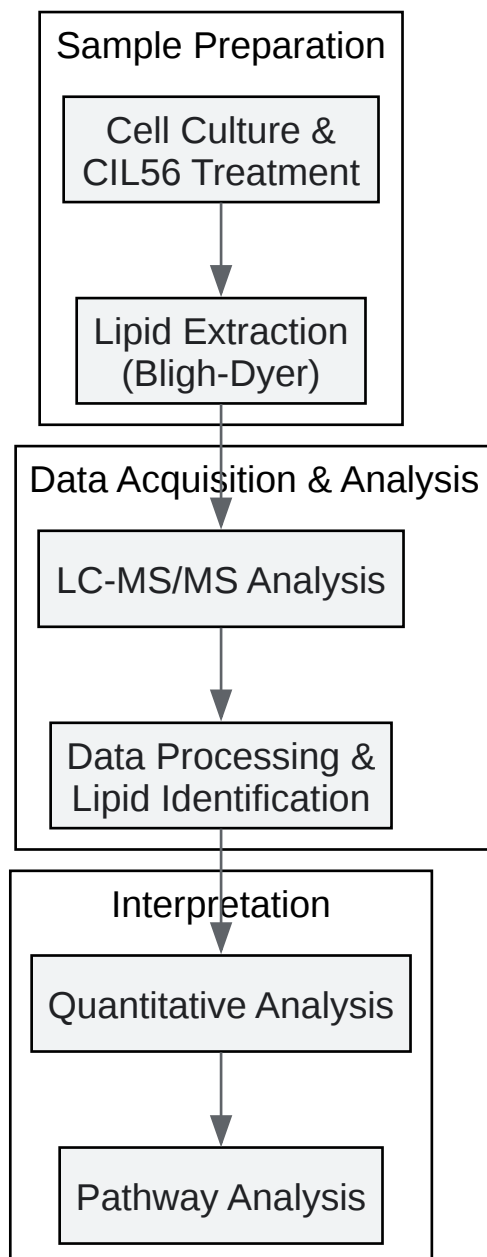 Sample Preparation
Cell Culture &
CIL56 Treatment
Lipid Extraction
(Bligh-Dyer)
Data Acquisition & Analysis
LC-MS/MS Analysis
Data Processing &
Lipid Identification
Interpretation
Quantitative Analysis
Pathway Analysis